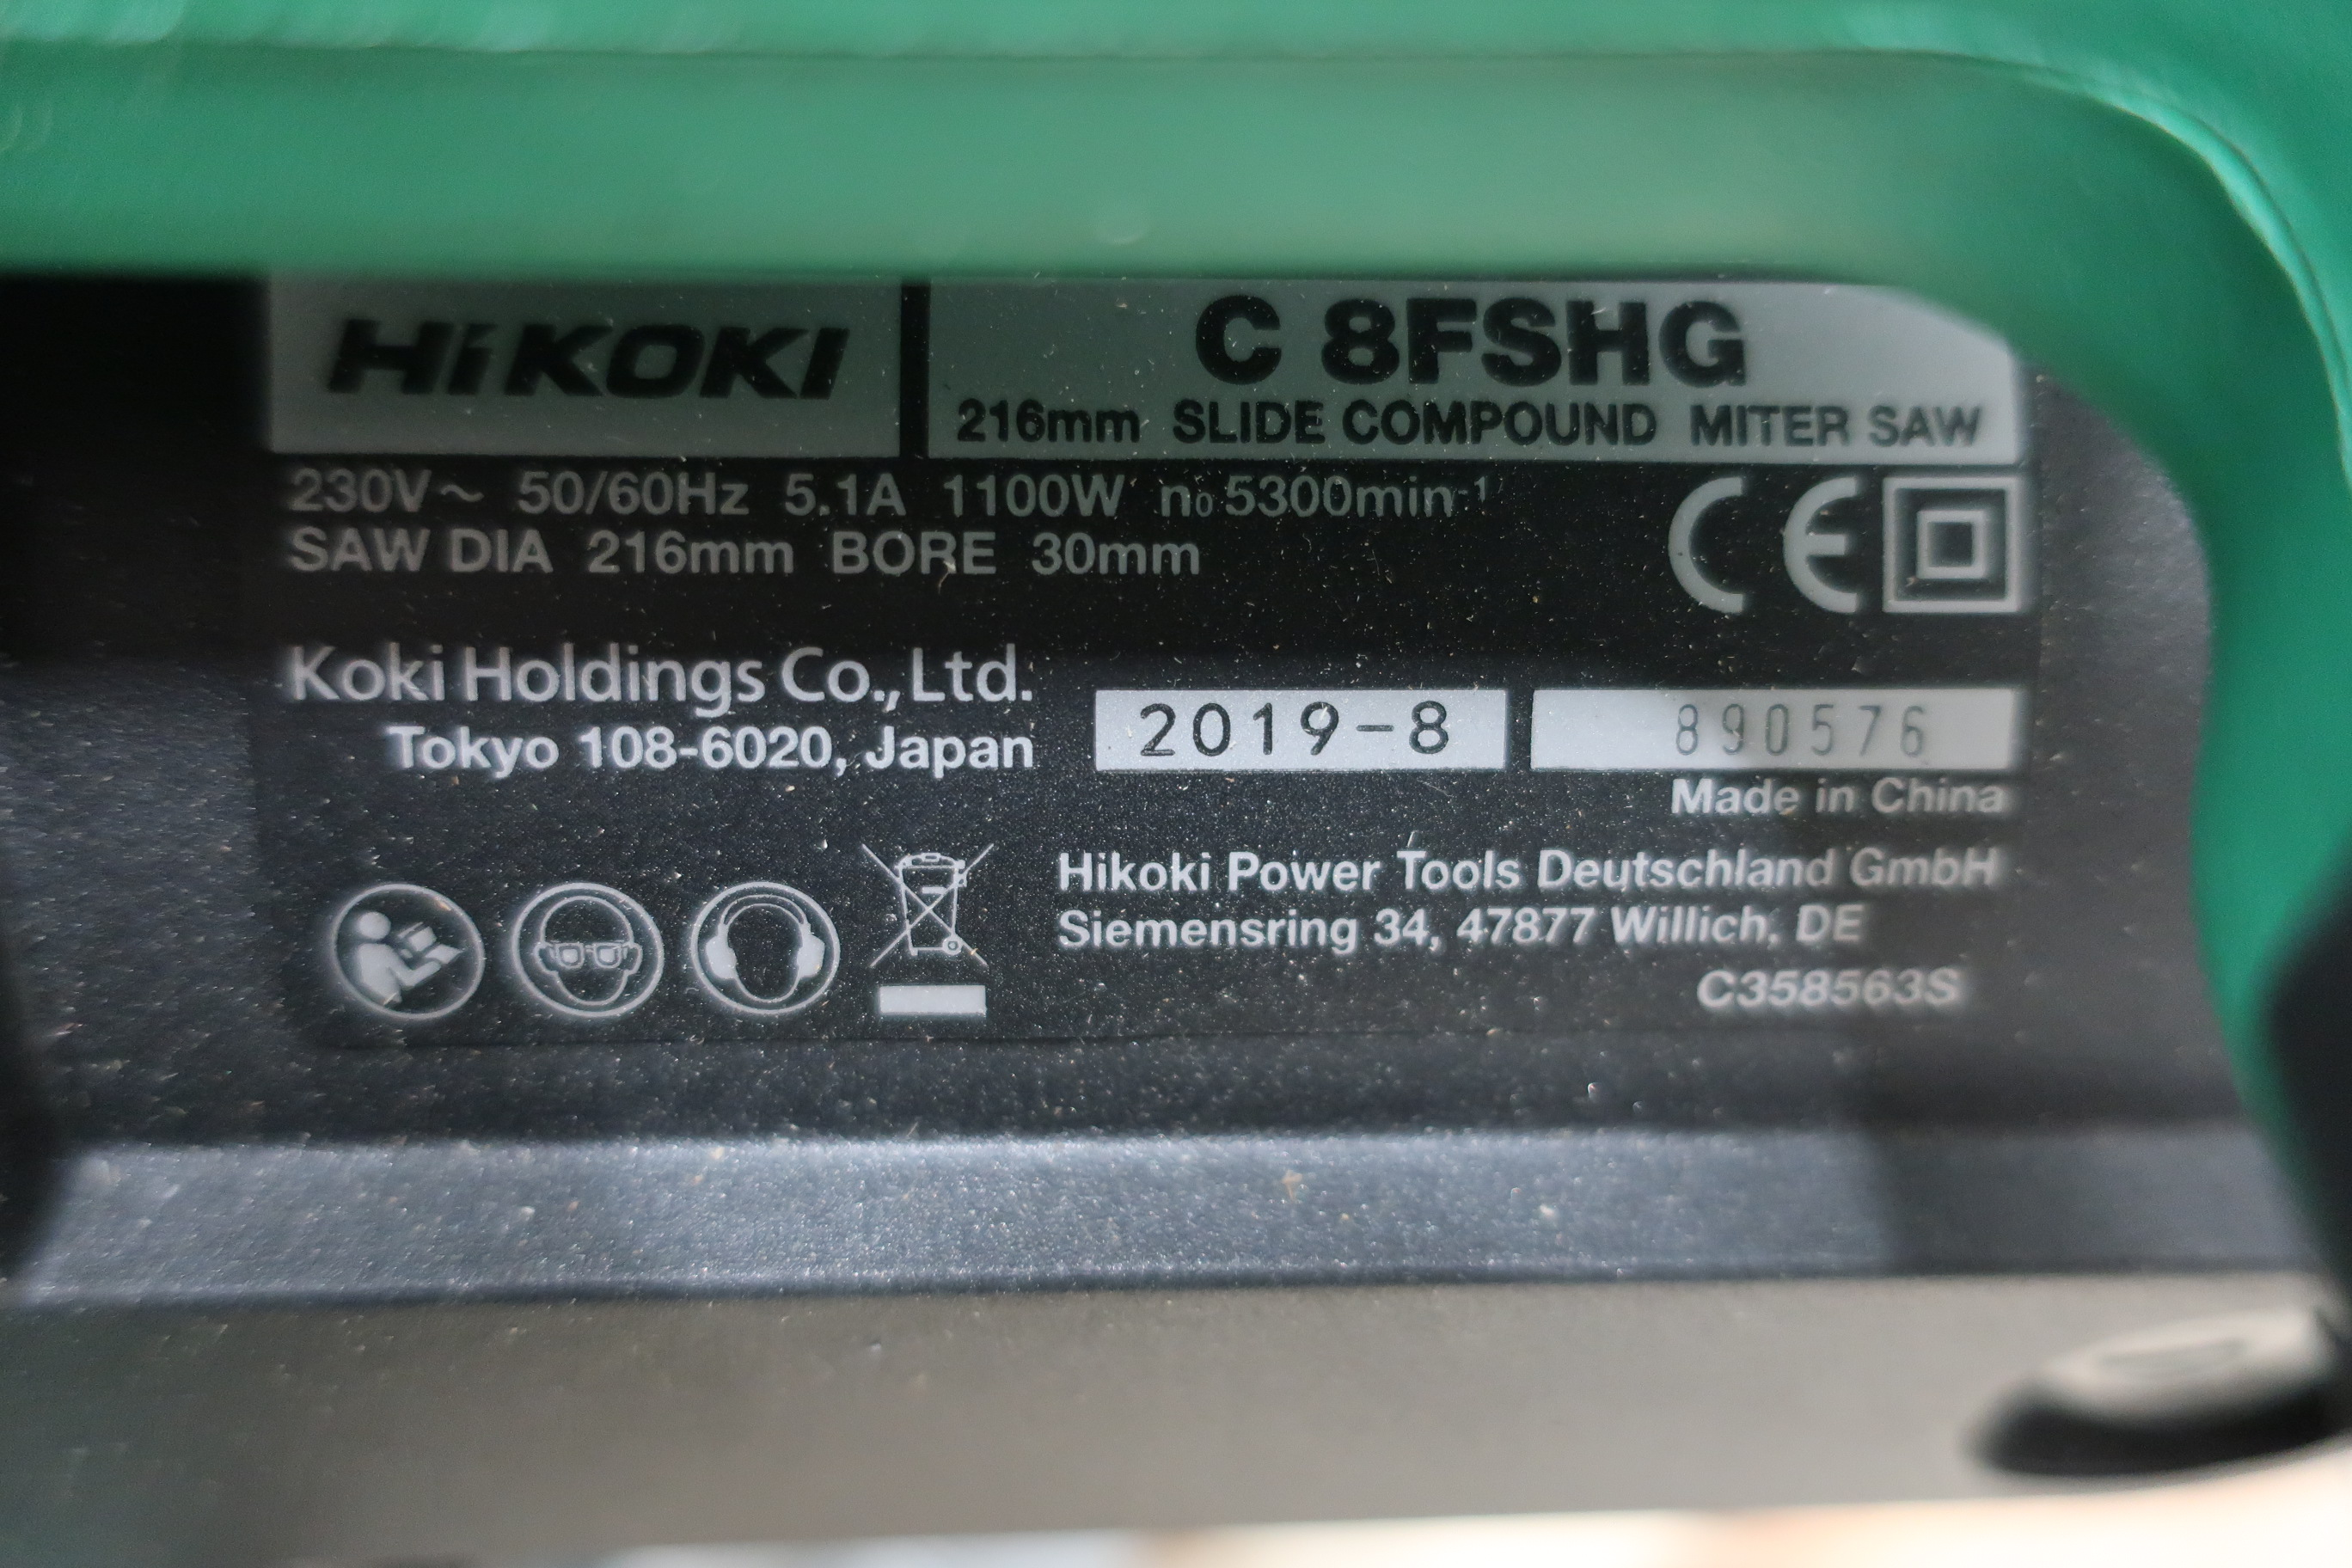 HiKOKI
C 8FSHG
216mm SLIDE COMPOUND MITER SAW
230V～ 50/60Hz 5.1A 1100W n₀ 5300min⁻¹
SAW DIA 216mm BORE 30mm
CE
Koki Holdings Co.,Ltd.
Tokyo 108-6020, Japan
2019-8
890576
Made in China
Hikoki Power Tools Deutschland GmbH
Siemensring 34, 47877 Willich, DE
C358563S